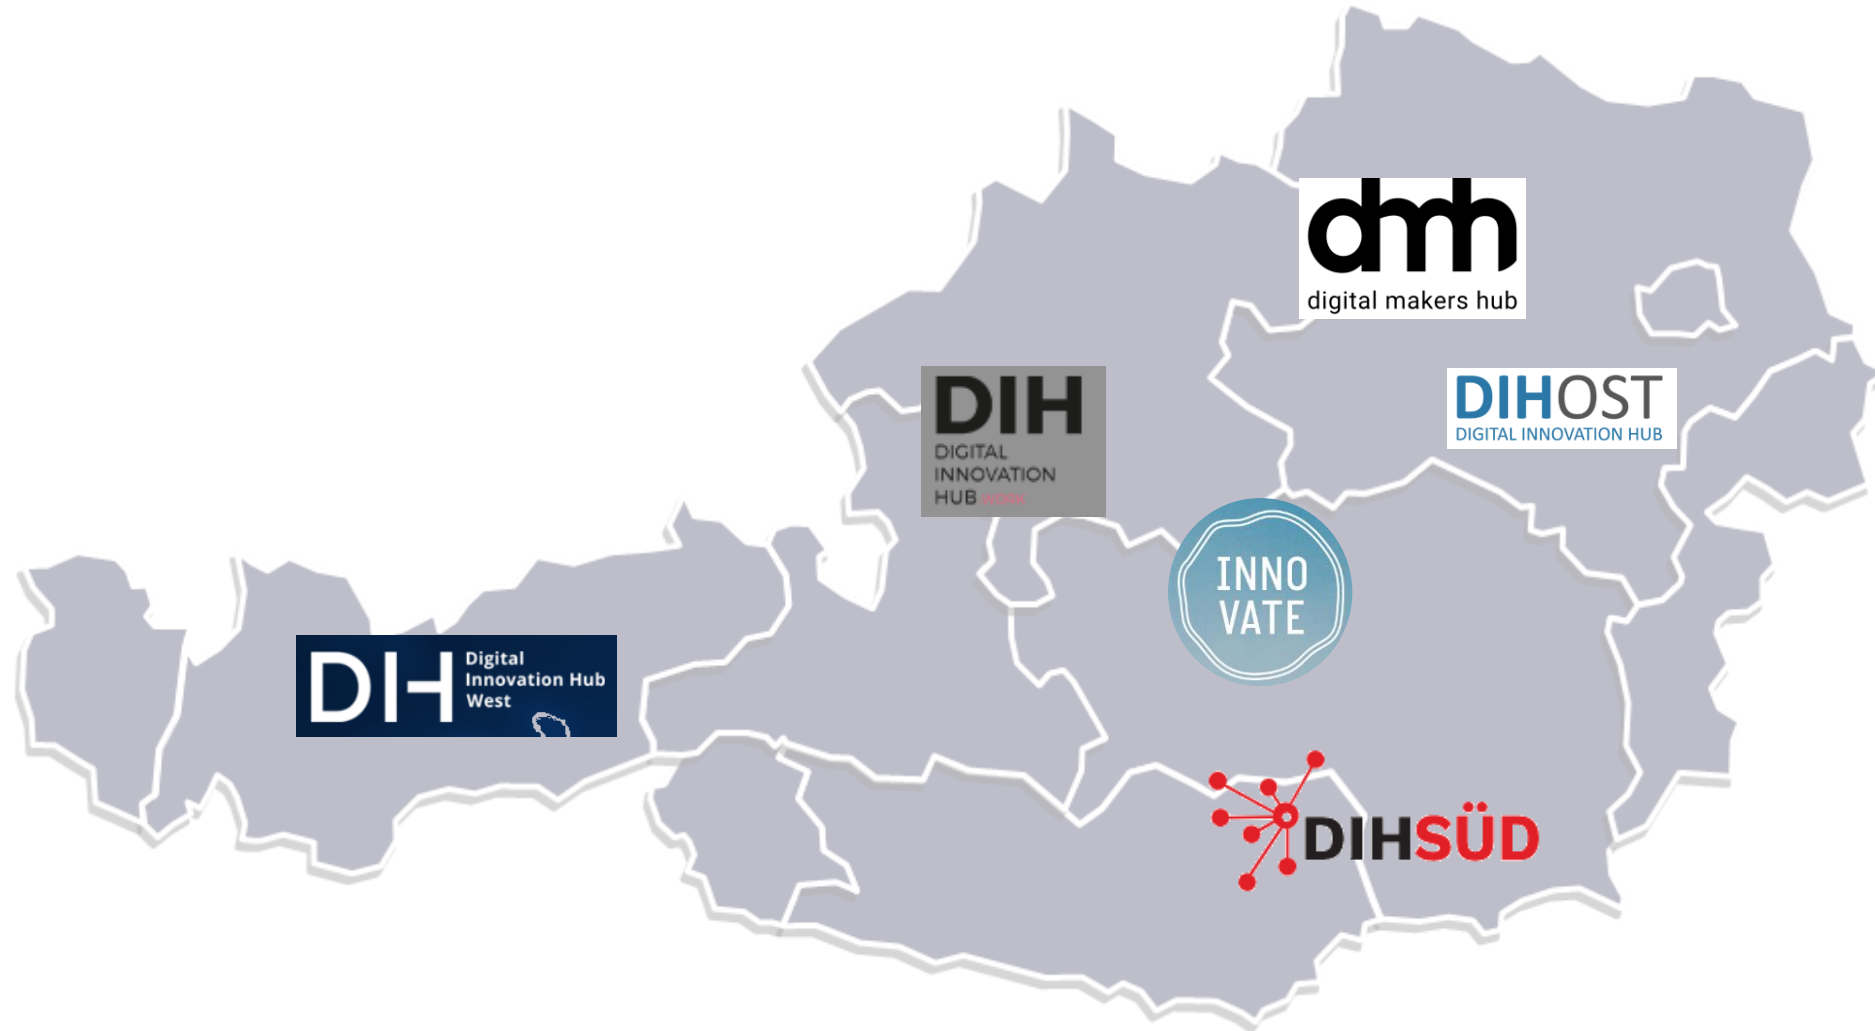 dmh
digital makers hub
DIHOST
DIGITAL INNOVATION HUB
DIH
DIGITAL
INNOVATION
HUB WORK
INNO
VATE
DIH
Digital
Innovation Hub
West
DIHSÜD